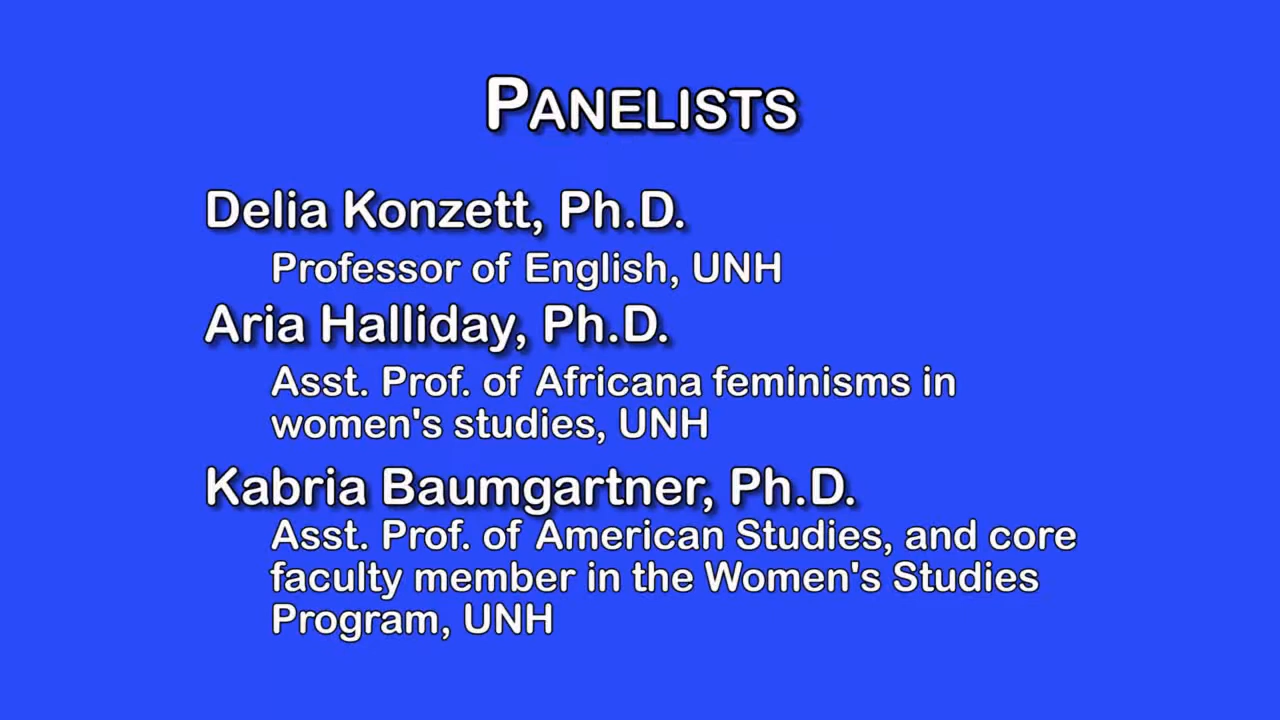 PANELISTS
Delia Konzett, Ph.D.
Professor of English, UNH
Aria Halliday, Ph.D.
Asst. Prof. of Africana feminisms in
women's studies, UNH
Kabria Baumgartner, Ph.D.
Asst. Prof. of American Studies, and core
faculty member in the Women's Studies
Program, UNH